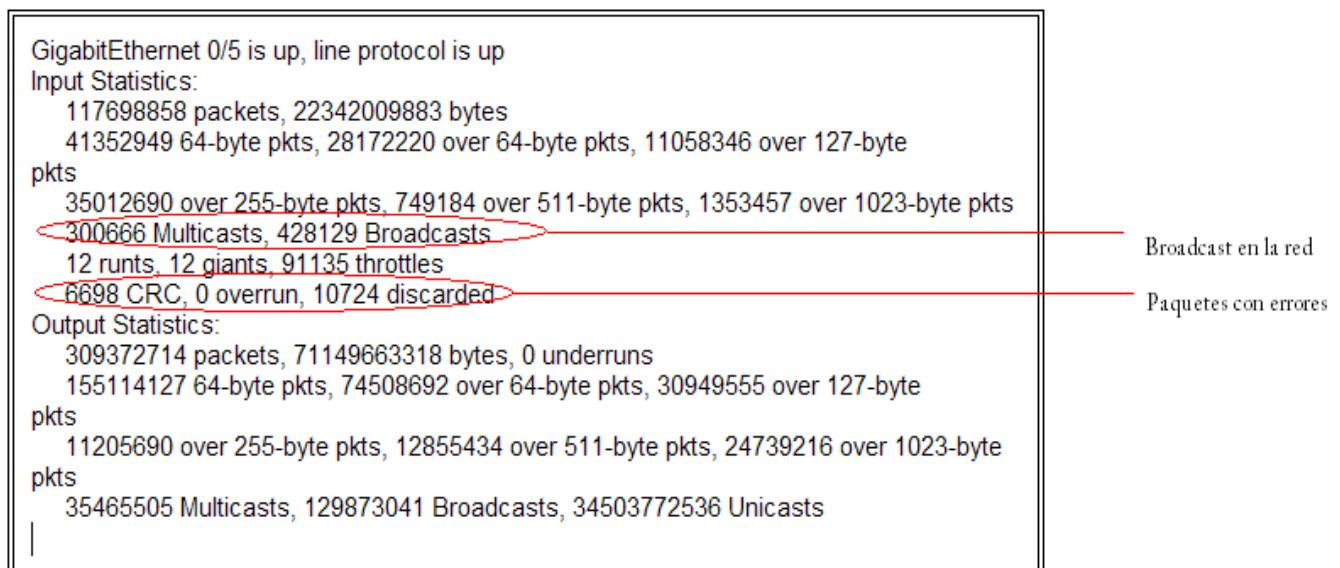 GigabitEthernet 0/5 is up, line protocol is up
Input Statistics:
117698858 packets, 22342009883 bytes
41352949 64-byte pkts, 28172220 over 64-byte pkts, 11058346 over 127-byte
pkts
35012690 over 255-byte pkts, 749184 over 511-byte pkts, 1353457 over 1023-byte pkts
300666 Multicasts, 428129 Broadcasts
Broadcast en la red
12 runts, 12 giants, 91135 throttles
6698 CRC, 0 overrun, 10724 discarded
Paquetes con errores
Output Statistics:
309372714 packets, 71149663318 bytes, 0 underruns
155114127 64-byte pkts, 74508692 over 64-byte pkts, 30949555 over 127-byte
pkts
11205690 over 255-byte pkts, 12855434 over 511-byte pkts, 24739216 over 1023-byte
pkts
35465505 Multicasts, 129873041 Broadcasts, 34503772536 Unicasts